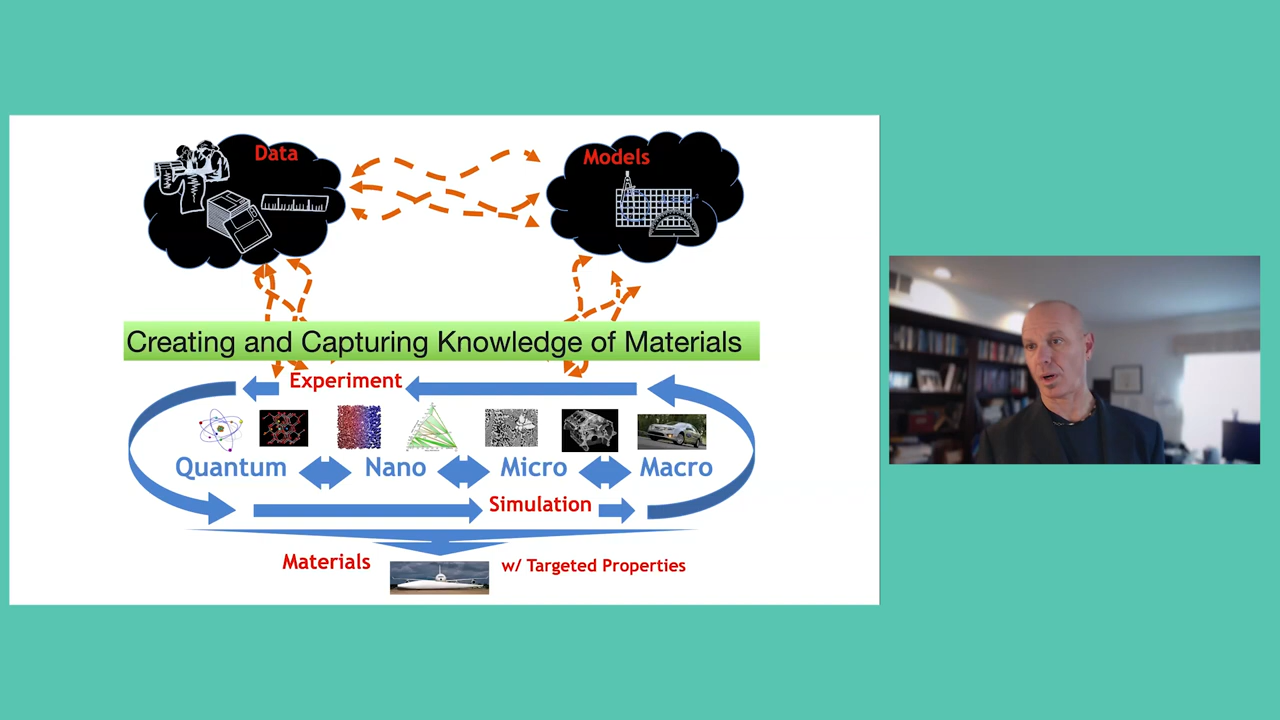 Data
Models
Creating and Capturing Knowledge of Materials
Experiment
Quantum
Nano
Micro
Macro
Simulation
Materials
w/ Targeted Properties